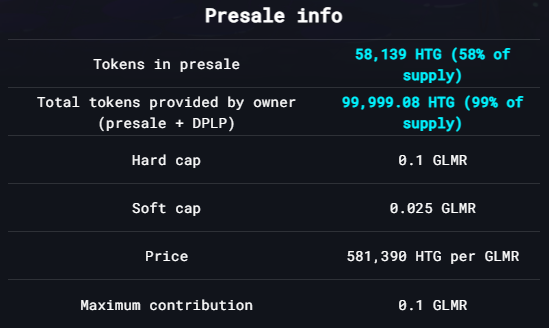 Presale info
Tokens in presale
58,139 HTG (58% of
supply)
Total tokens provided by owner
(presale + DPLP)
99,999.08 HTG (99% of
supply)
Hard cap
0.1 GLMR
Soft cap
0.025 GLMR
Price
581,390 HTG per GLMR
Maximum contribution
0.1 GLMR